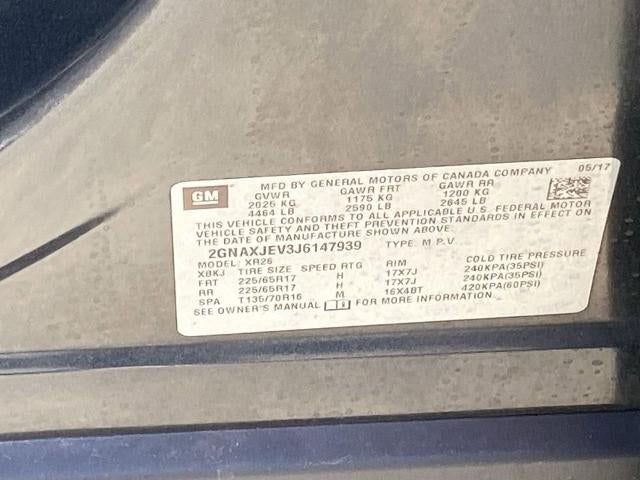 GM
MFD BY GENERAL MOTORS OF CANADA COMPANY 05/17
GVWR GAWR FRT GAWR RR
2025 KG 1175 KG 1200 KG
4464 LB 2590 LB 2645 LB
THIS VEHICLE CONFORMS TO ALL APPLICABLE U.S. FEDERAL MOTOR
VEHICLE SAFETY AND THEFT PREVENTION STANDARDS IN EFFECT ON
THE DATE OF MANUFACTURE SHOWN ABOVE.
2GNAXJEV3J6147939 TYPE: M.P.V.
MODEL: XR26
XBKJ TIRE SIZE SPEED RTG RIM COLD TIRE PRESSURE
FRT 225/65R17 H 17X7J 240KPA(35PSI)
RR 225/65R17 H 17X7J 240KPA(35PSI)
SPA T135/70R16 M 16X4BT 420KPA(60PSI)
SEE OWNER'S MANUAL FOR MORE INFORMATION